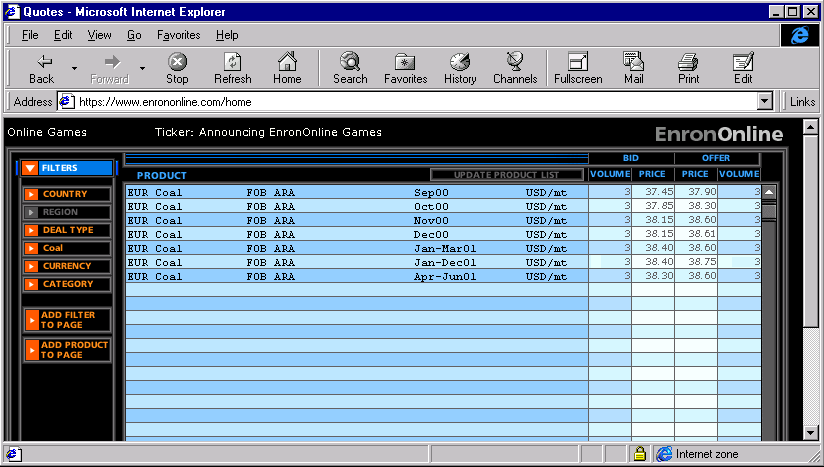 Quotes - Microsoft Internet Explorer
File Edit View Go Favorites Help
Back Forward Stop Refresh Home Search Favorites History Channels Fullscreen Mail Print Edit
Address https://www.enrononline.com/home Links
Online Games Ticker: Announcing EnronOnline Games EnronOnline
FILTERS
COUNTRY
REGION
DEAL TYPE
Coal
CURRENCY
CATEGORY
ADD FILTER
TO PAGE
ADD PRODUCT
TO PAGE
BID OFFER
PRODUCT UPDATE PRODUCT LIST VOLUME PRICE PRICE VOLUME
EUR Coal FOB ARA Sep00 USD/mt 3 37.45 37.90 3
EUR Coal FOB ARA Oct00 USD/mt 3 37.85 38.30 3
EUR Coal FOB ARA Nov00 USD/mt 3 38.15 38.60 3
EUR Coal FOB ARA Dec00 USD/mt 3 38.15 38.61 3
EUR Coal FOB ARA Jan-Mar01 USD/mt 3 38.40 38.60 3
EUR Coal FOB ARA Jan-Dec01 USD/mt 3 38.40 38.75 3
EUR Coal FOB ARA Apr-Jun01 USD/mt 3 38.30 38.60 3
Internet zone